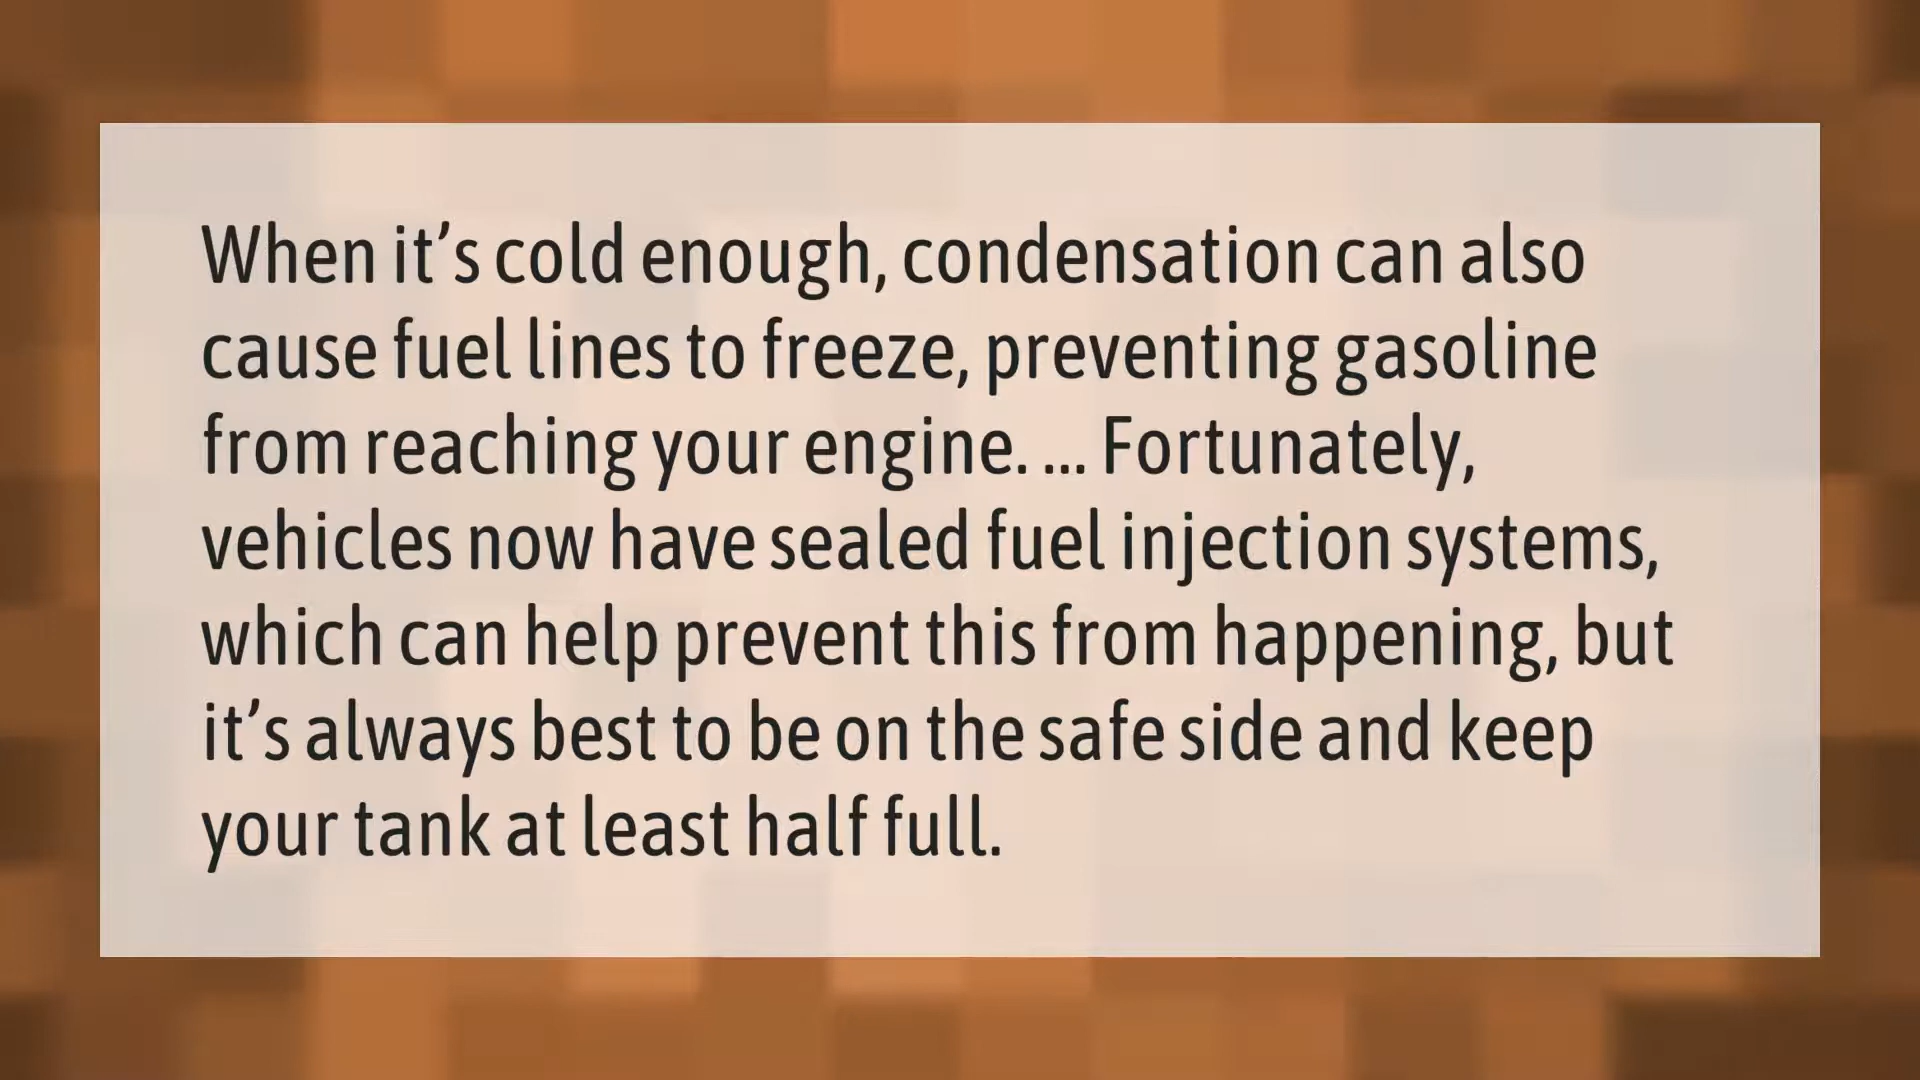 When it’s cold enough, condensation can also
cause fuel lines to freeze, preventing gasoline
from reaching your engine. ... Fortunately,
vehicles now have sealed fuel injection systems,
which can help prevent this from happening, but
it’s always best to be on the safe side and keep
your tank at least half full.